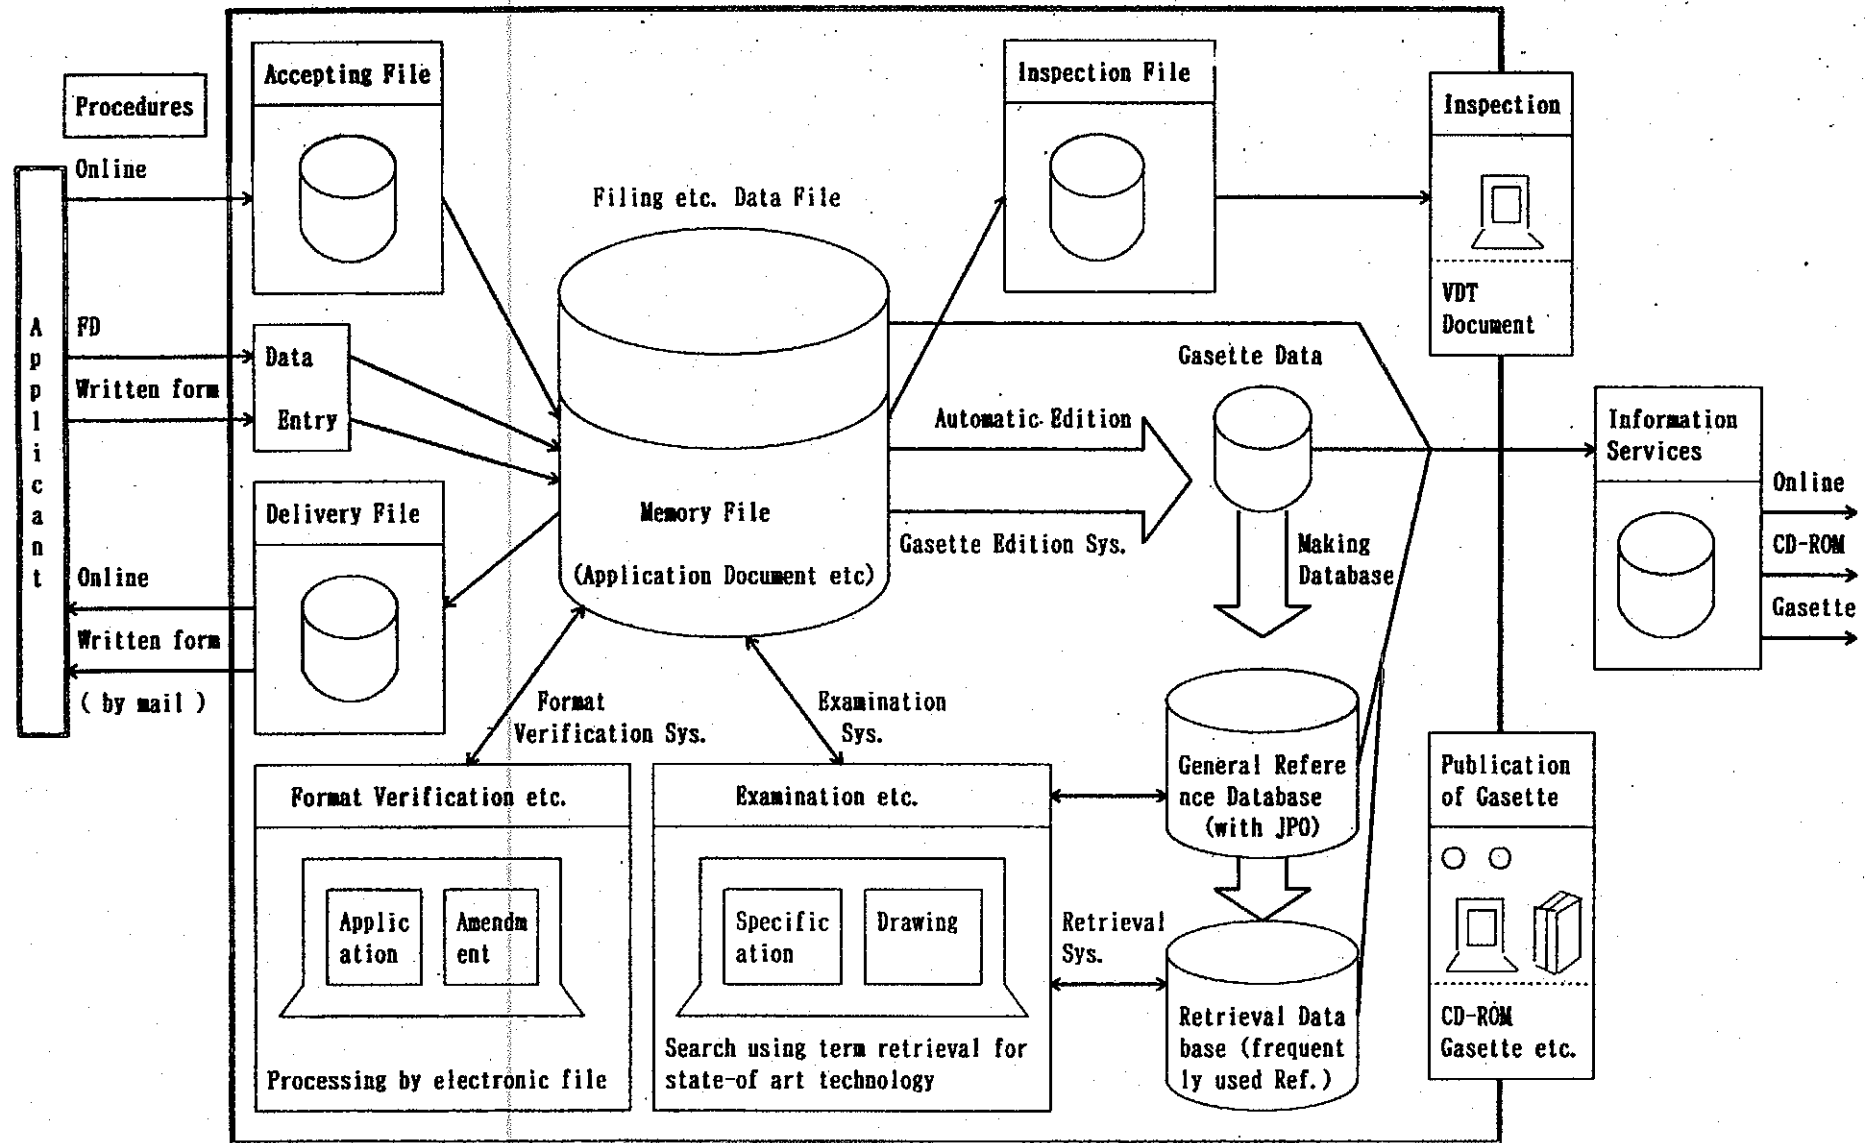 Procedures
Online
FD
Written form
Applicant
Online
Written form
( by mail )
Accepting File
Data
Entry
Delivery File
Filing etc. Data File
Memory File
(Application Document etc)
Inspection File
Inspection
VDT
Document
Gasette Data
Automatic Edition
Gasette Edition Sys.
Making
Database
Information
Services
Online
CD-ROM
Gasette
Format
Verification Sys.
Examination
Sys.
Format Verification etc.
Applic
ation
Amendm
ent
Processing by electronic file
Examination etc.
Specific
ation
Drawing
Search using term retrieval for
state-of art technology
General Refere
nce Database
(with JPO)
Retrieval
Sys.
Retrieval Data
base (frequent
ly used Ref.)
Publication
of Gasette
CD-ROM
Gasette etc.